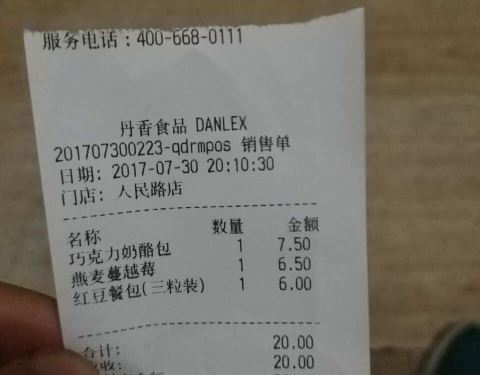 服务电话：400-668-0111
丹香食品 DANLEX
201707300223-qdrmpos 销售单
日期: 2017-07-30 20:10:30
门店: 人民路店
名称 数量 金额
巧克力奶酪包 1 7.50
燕麦蔓越莓 1 6.50
红豆餐包(三粒装) 1 6.00
合计: 20.00
收: 20.00